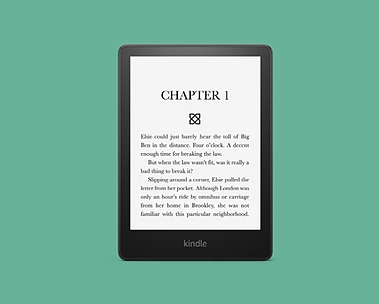 CHAPTER 1
Elsie could just barely hear the toll of Big
Ben in the distance. Four o'clock. A decent
enough time for breaking the law.
But when the law wasn't fit, was it really a
bad thing to break it?
Slipping around a corner, Elsie pulled the
letter from her pocket. Although London was
only an hour's ride by omnibus or carriage
from her home in Brookley, she was not
familiar with this particular neighborhood.
kindle